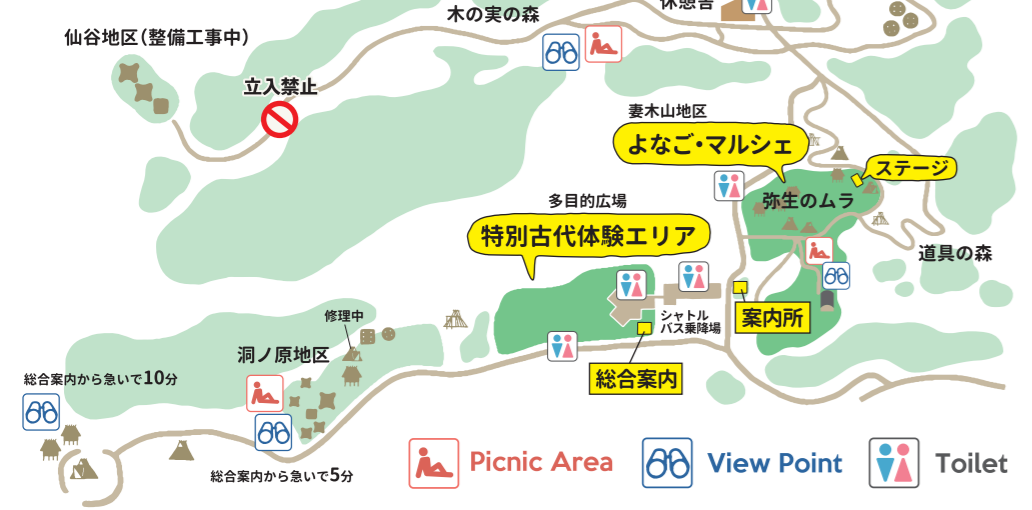 休憩舎
木の実の森
仙谷地区(整備工事中)
立入禁止
妻木山地区
よなご・マルシェ
ステージ
弥生のムラ
多目的広場
特別古代体験エリア
道具の森
シャトル
バス乗降場
案内所
修理中
洞ノ原地区
総合案内
総合案内から急いで10分
総合案内から急いで5分
Picnic Area
View Point
Toilet